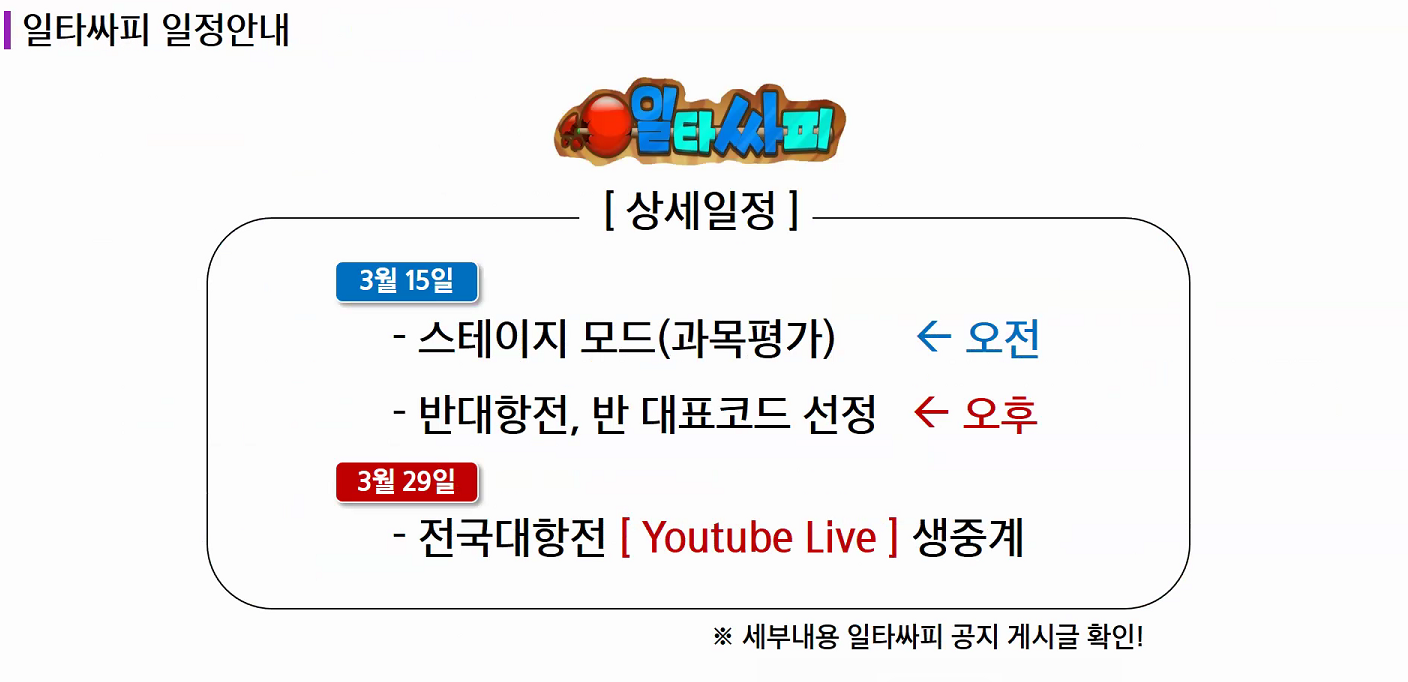 일타싸피 일정안내
일타싸피
[ 상세일정 ]
3월 15일
- 스테이지 모드(과목평가) ← 오전
- 반대항전, 반 대표코드 선정 ← 오후
3월 29일
- 전국대항전 [ Youtube Live ] 생중계
※ 세부내용 일타싸피 공지 게시글 확인!